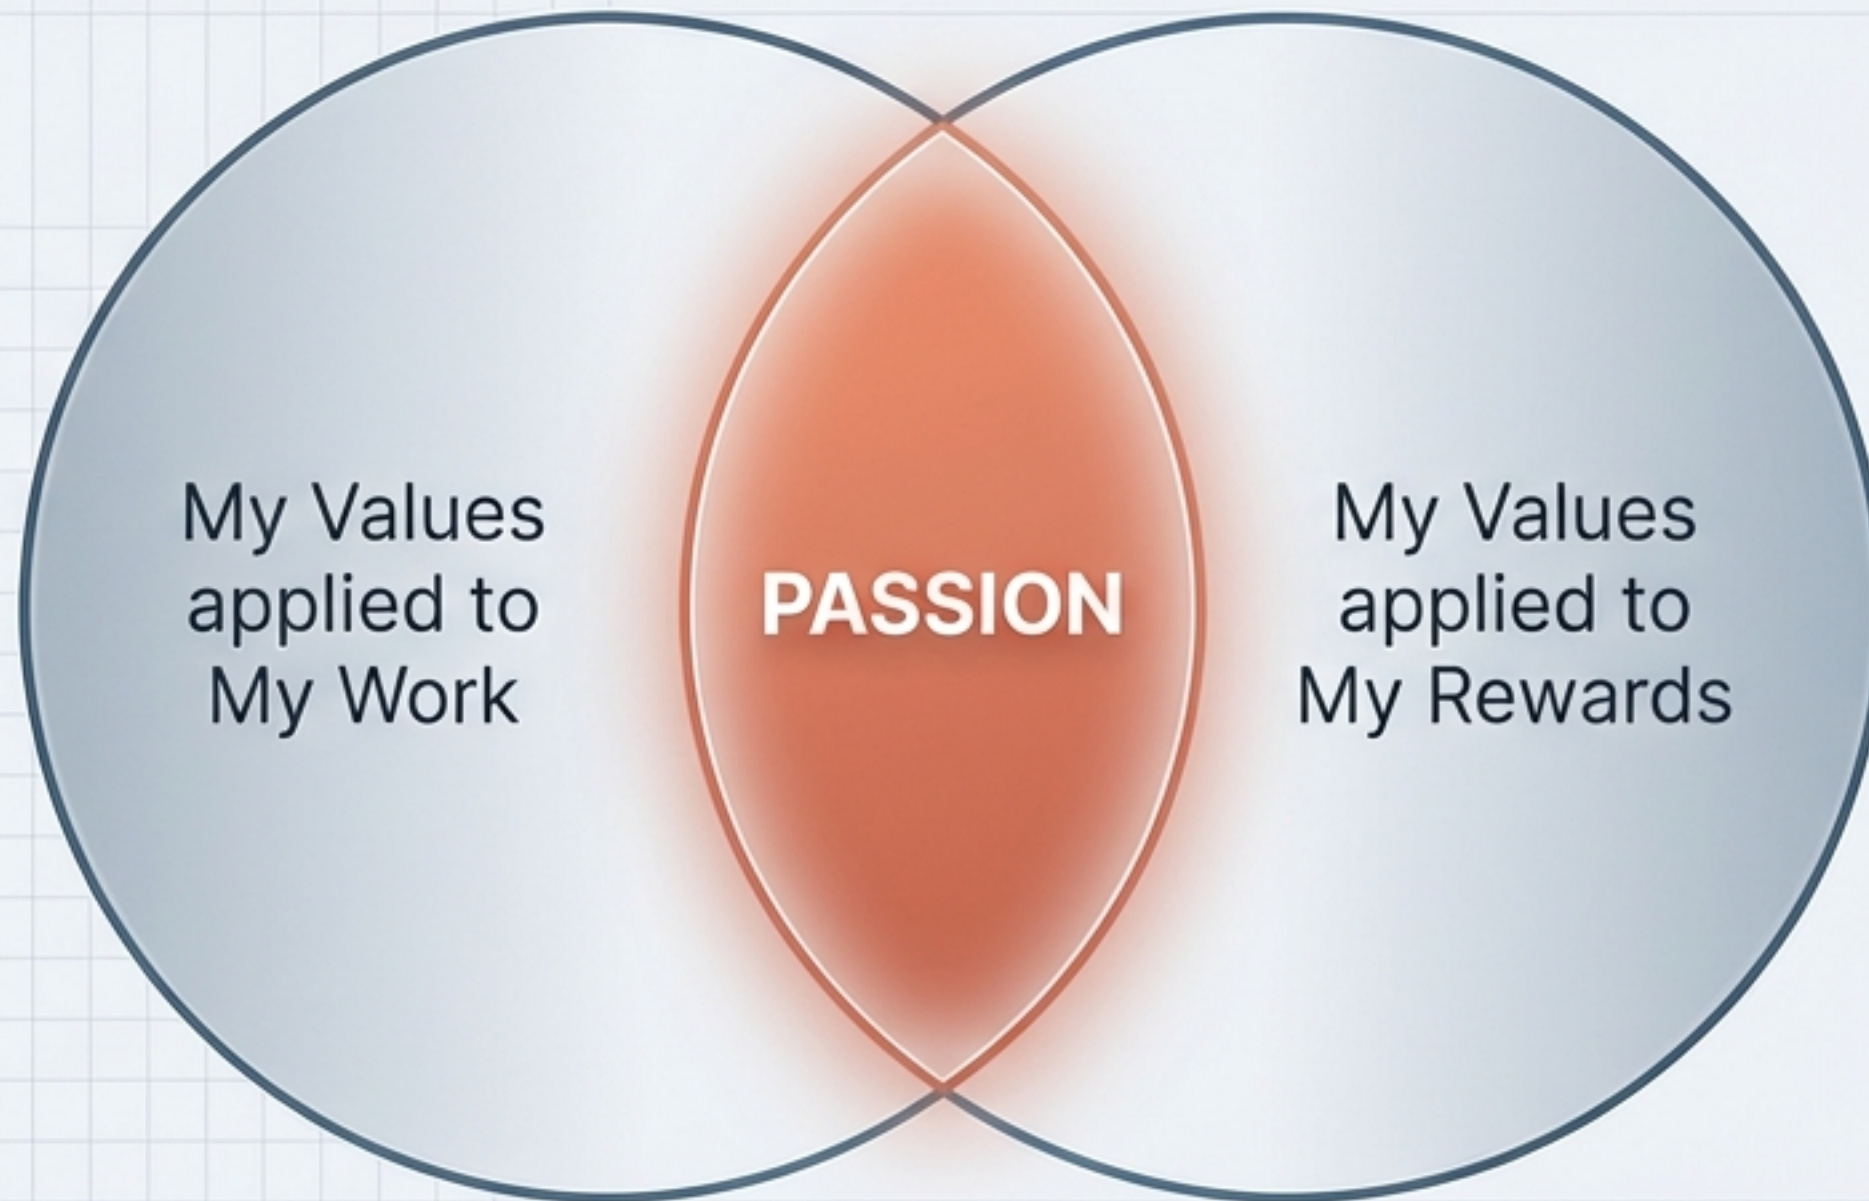 My Values
applied to
My Work
PASSION
My Values
applied to
My Rewards